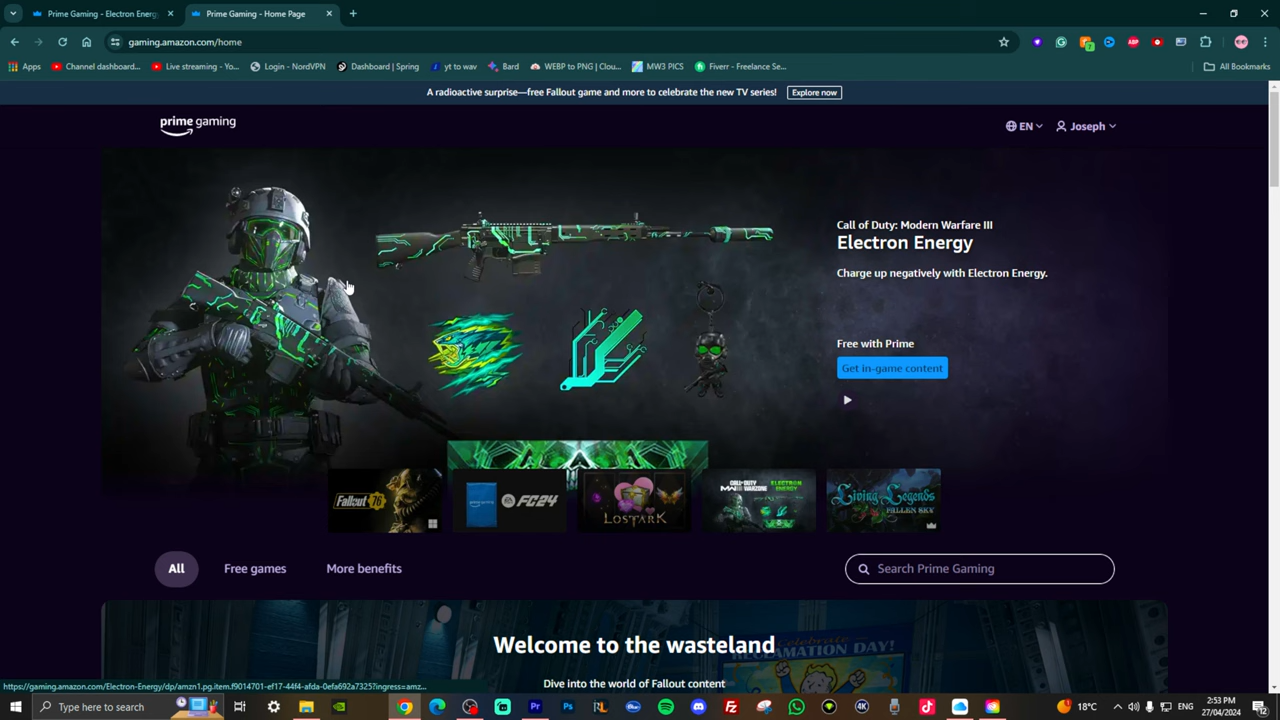 Prime Gaming - Electron Energ
Prime Gaming - Home Page
gaming.amazon.com/home
Apps
Channel dashboard...
Live streaming - Yo...
Login - NordVPN
Dashboard | Spring
yt to wav
Bard
WEBP to PNG | Clou...
MW3 PICS
Fiverr - Freelance Se...
All Bookmarks
A radioactive surprise—free Fallout game and more to celebrate the new TV series!
Explore now
prime gaming
EN
Joseph
Call of Duty: Modern Warfare III
Electron Energy
Charge up negatively with Electron Energy.
Free with Prime
Get in-game content
Fallout 76
FC24
LOST ARK
CALL OF DUTY
ELECTRON ENERGY
Living Legends
FALLEN SKY
All
Free games
More benefits
Search Prime Gaming
Welcome to the wasteland
RECLAMATION DAY!
Dive into the world of Fallout content
https://gaming.amazon.com/Electron-Energy/dp/amzn1.pg.item.f9014701-ef17-44f4-afda-0efa692a7325?ingress=amz...
Type here to search
18°C
ENG
2:53 PM
27/04/2024